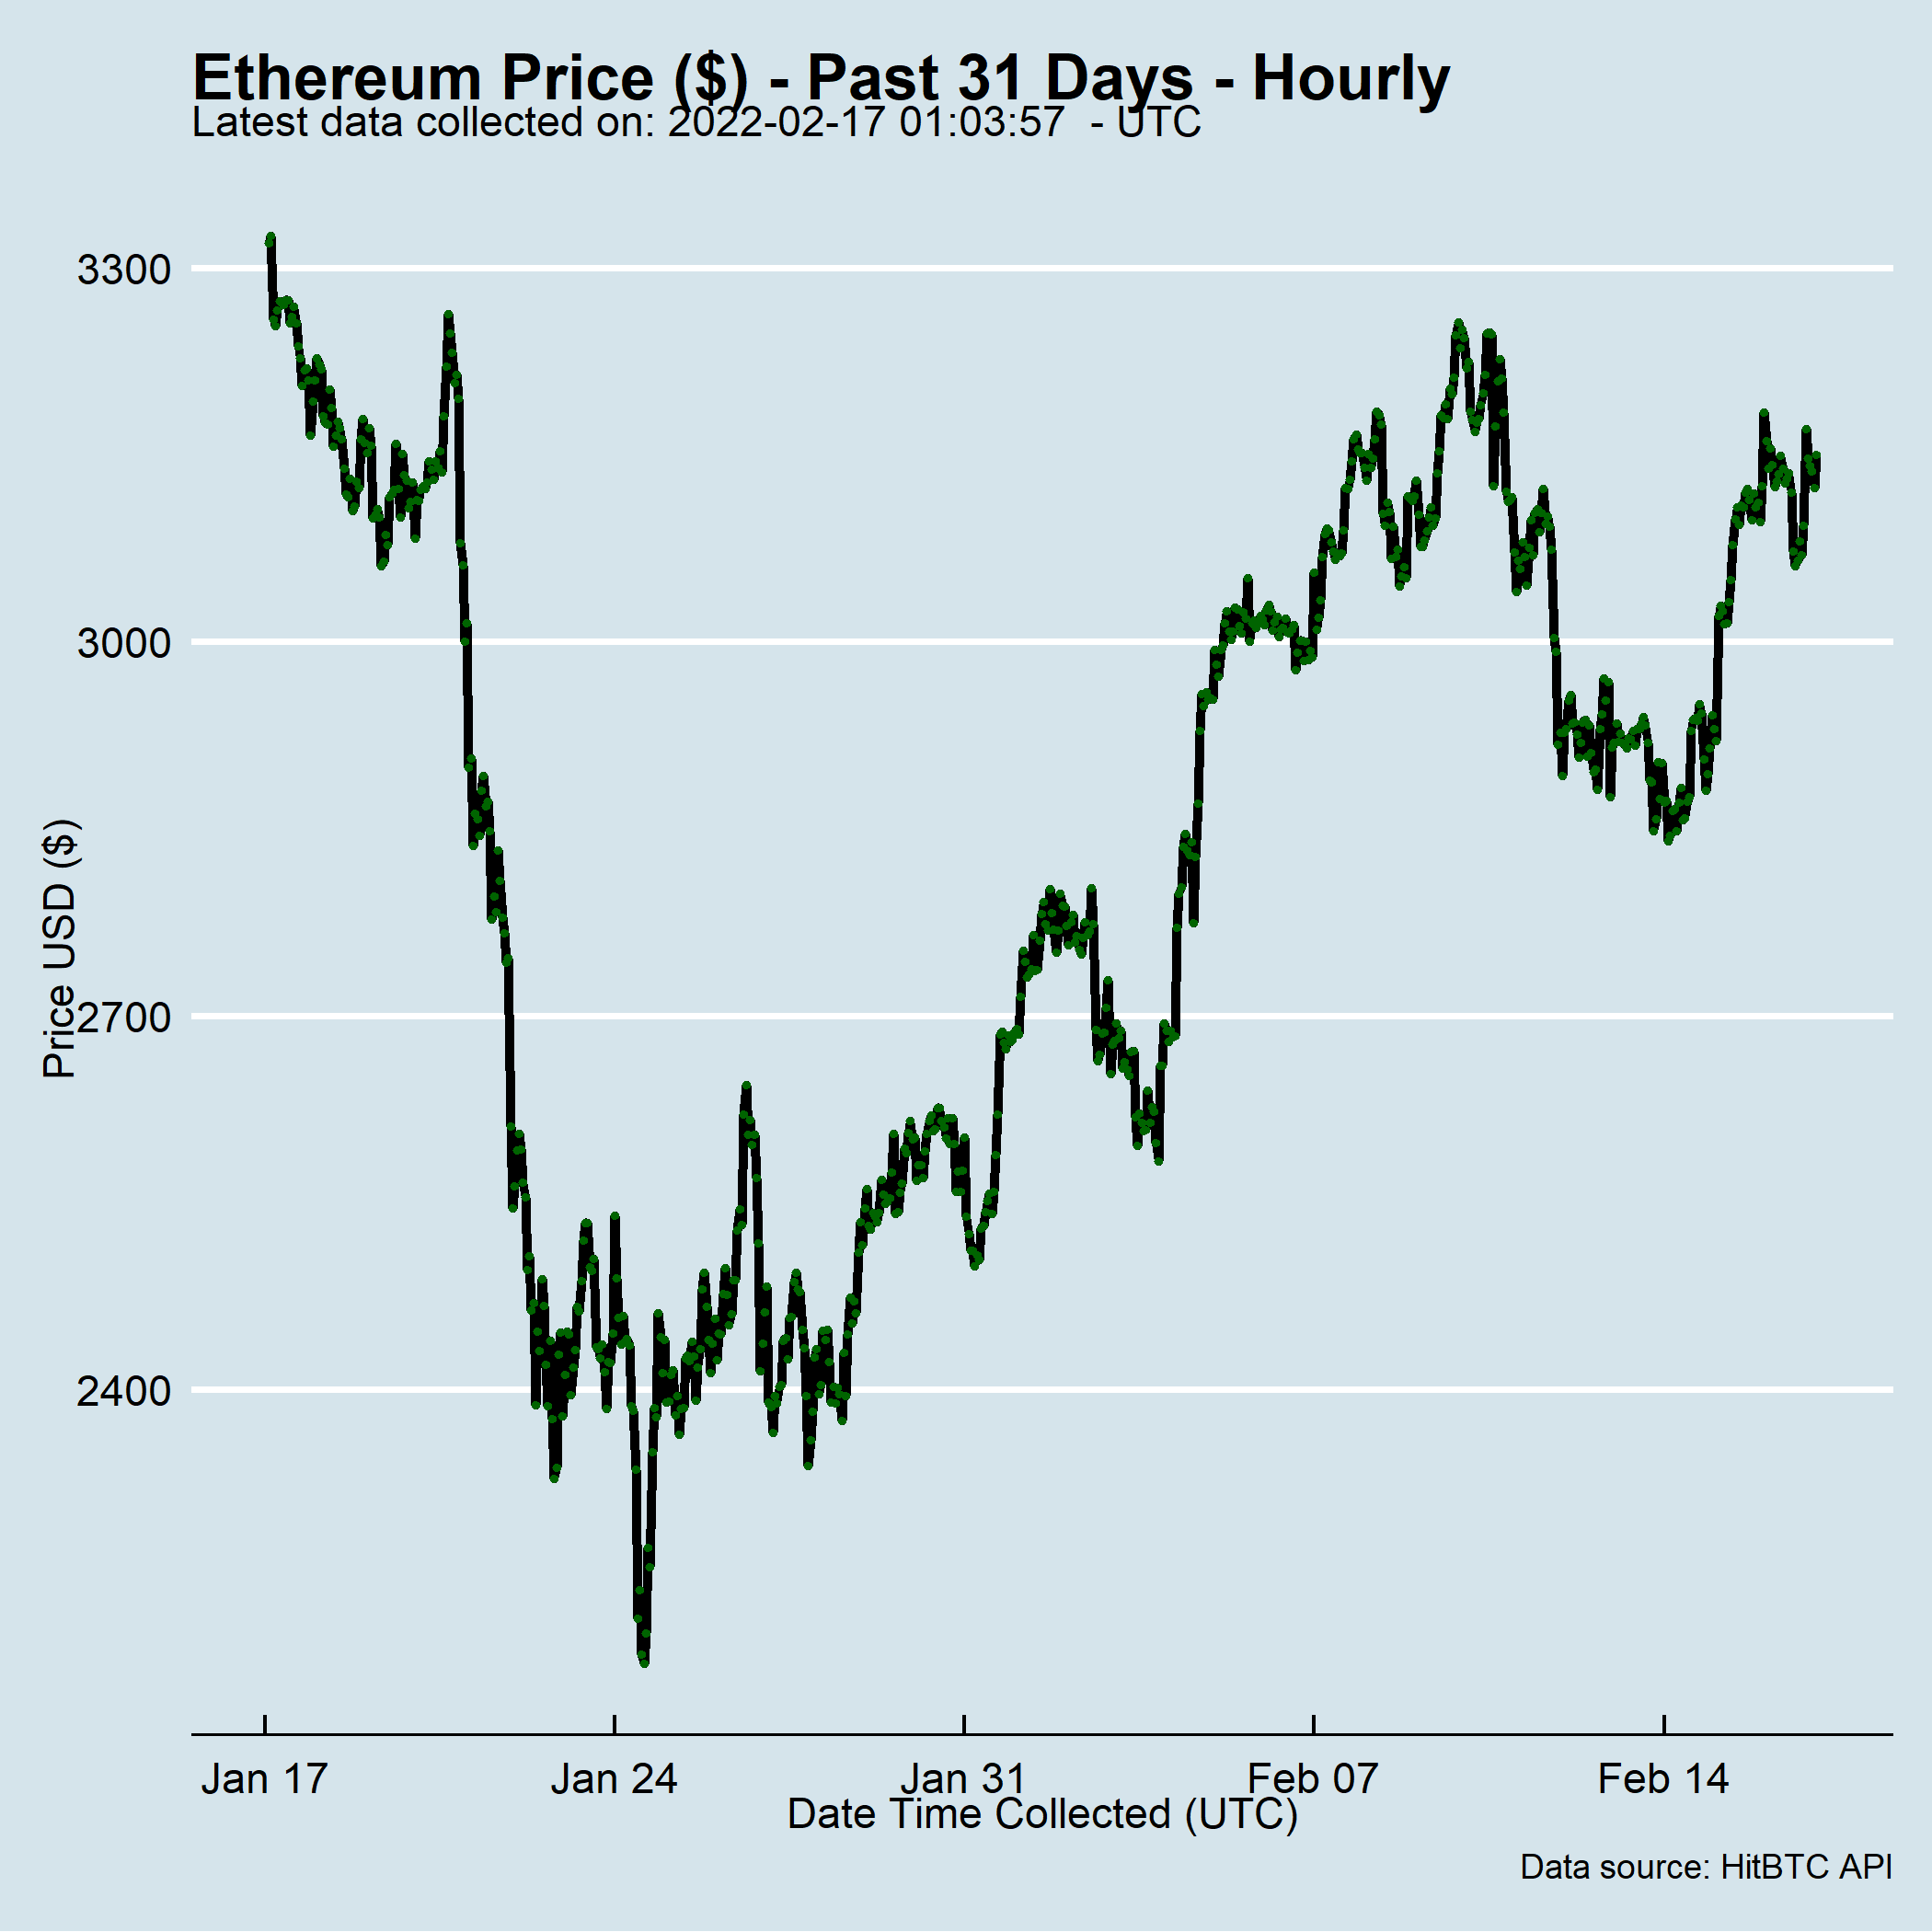 Ethereum Price ($) - Past 31 Days - Hourly
Latest data collected on: 2022-02-17 01:03:57  - UTC
3300
3000
2700
2400
Price USD ($)
Jan 17
Jan 24
Jan 31
Feb 07
Feb 14
Date Time Collected (UTC)
Data source: HitBTC API